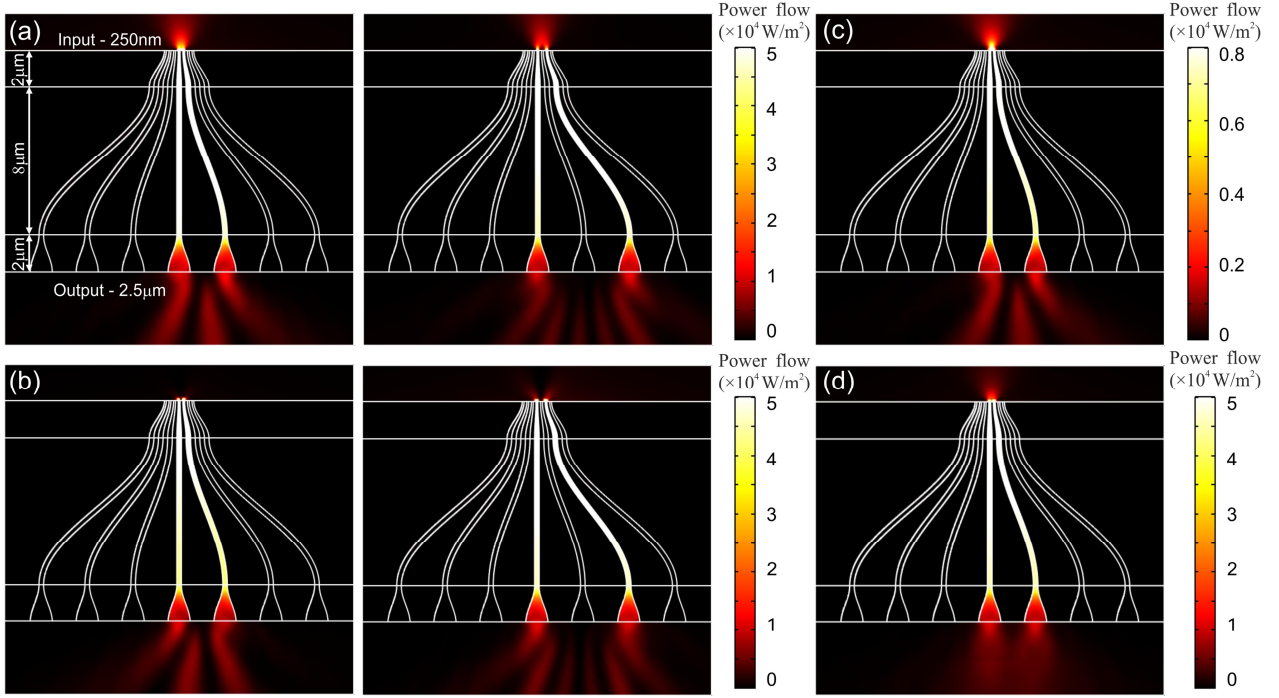 (a)
Input - 250nm
2μm
8μm
2μm
Output - 2.5μm
Power flow
(×10⁴ W/m²)
5
4
3
2
1
0
(c)
Power flow
(×10⁴ W/m²)
0.8
0.6
0.4
0.2
0
(b)
Power flow
(×10⁴ W/m²)
5
4
3
2
1
0
(d)
Power flow
(×10⁴ W/m²)
5
4
3
2
1
0